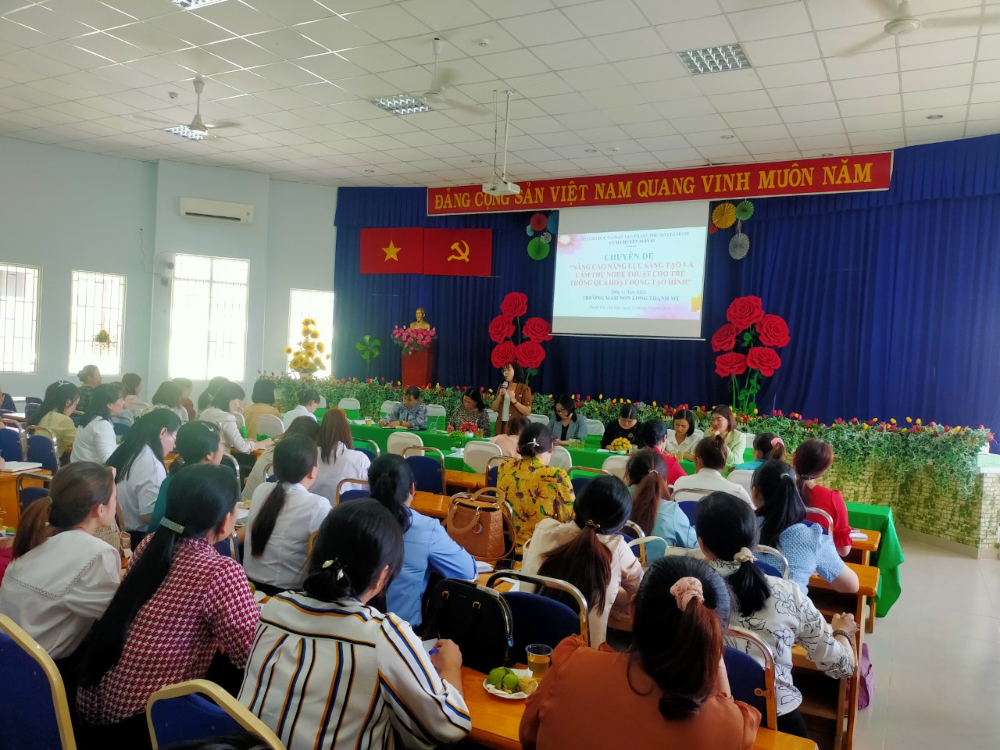 ĐẢNG CỘNG SẢN VIỆT NAM QUANG VINH MUÔN NĂM
SỞ GIÁO DỤC VÀ ĐÀO TẠO THÀNH PHỐ HỒ CHÍ MINH
CỤM CHUYÊN MÔN 01
CHUYÊN ĐỀ
"NÂNG CAO NĂNG LỰC SÁNG TẠO VÀ
CẢM THỤ NGHỆ THUẬT CHO TRẺ
THÔNG QUA HOẠT ĐỘNG TẠO HÌNH"
Đơn vị thực hiện:
TRƯỜNG MẦM NON LONG THẠNH MỸ